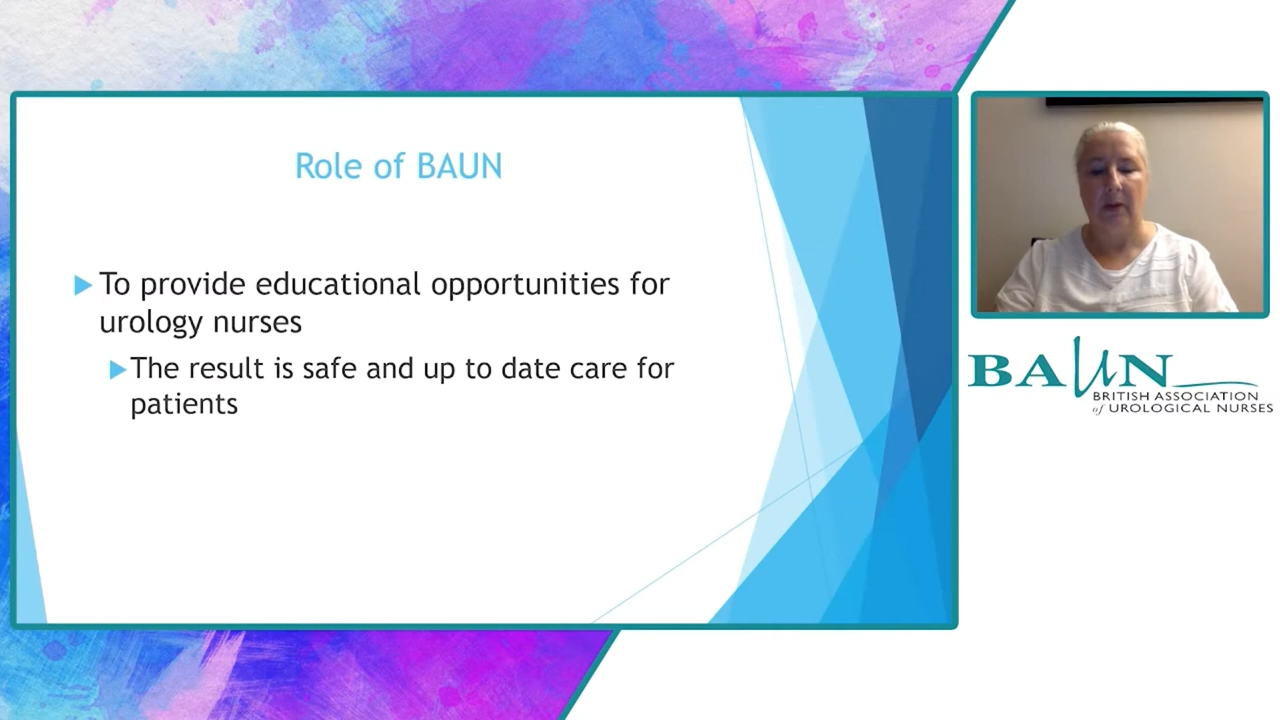 Role of BAUN
To provide educational opportunities for
urology nurses
The result is safe and up to date care for
patients
BAUN
BRITISH ASSOCIATION
of UROLOGICAL NURSES